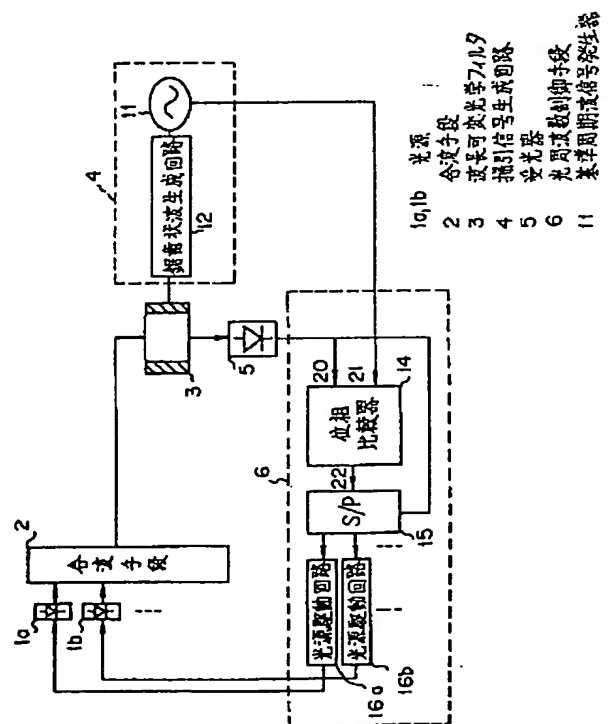 4
11
鋸歯状波生成回路
12
3
5
20
21
位相
比較器
14
6
22
S/P
15
2
合波手段
1a
1b
光源駆動回路
光源駆動回路
16a
16b
1a,1b 光源
2 合波手段
3 波長可変光学フィルタ
4 掃引信号生成回路
5 受光器
6 光周波数制御手段
11 基準周期波信号発生器